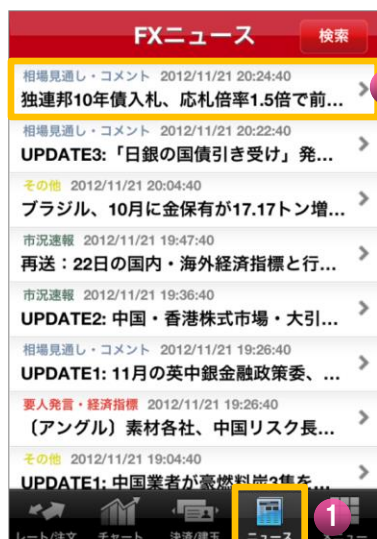 FXニュース
検索
相場見通し・コメント 2012/11/21 20:24:40
独連邦10年債入札、応札倍率1.5倍で前...
相場見通し・コメント 2012/11/21 20:22:40
UPDATE3:「日銀の国債引き受け」発...
その他 2012/11/21 20:04:40
ブラジル、10月に金保有が17.17トン増...
市況速報 2012/11/21 19:47:40
再送：22日の国内・海外経済指標と行...
市況速報 2012/11/21 19:36:40
UPDATE2: 中国・香港株式市場・大引...
相場見通し・コメント 2012/11/21 19:26:40
UPDATE1: 11月の英中銀金融政策委、...
要人発言・経済指標 2012/11/21 19:26:40
〔アングル〕素材各社、中国リスク長...
その他 2012/11/21 19:04:40
UPDATE1: 中国業者が豪燃料炭3隻を...
1
レート/注文 チャート 決済/建玉 ニュース メニュー